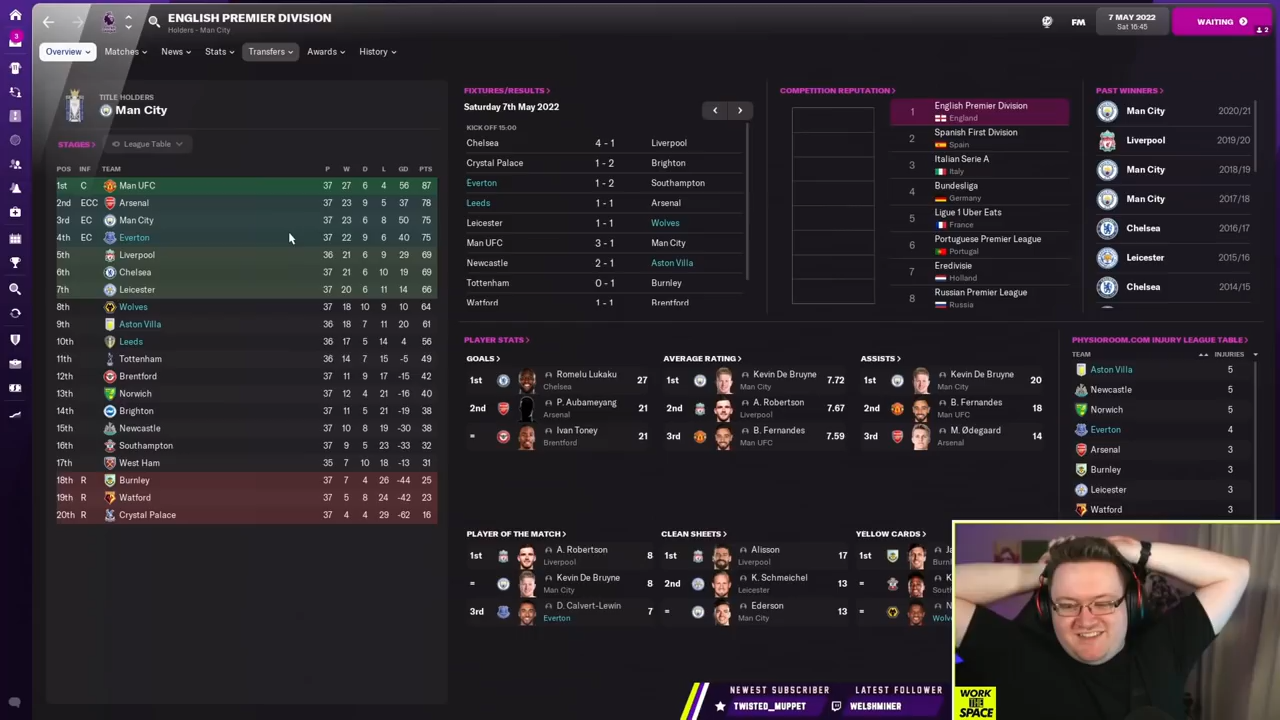 ENGLISH PREMIER DIVISION
Holders - Man City
FM
7 MAY 2022
Sat 16:45
WAITING
2
3
Overview
Matches
News
Stats
Transfers
Awards
History
TITLE HOLDERS
Man City
STAGES
League Table
POS INF TEAM P W D L GD PTS
1st C Man UFC 37 27 6 4 56 87
2nd ECC Arsenal 37 23 9 5 37 78
3rd EC Man City 37 23 6 8 50 75
4th EC Everton 37 22 9 6 40 75
5th Liverpool 36 21 6 9 29 69
6th Chelsea 37 21 6 10 19 69
7th Leicester 37 20 6 11 14 66
8th Wolves 37 18 10 9 10 64
9th Aston Villa 36 18 7 11 20 61
10th Leeds 36 17 5 14 4 56
11th Tottenham 36 14 7 15 -5 49
12th Brentford 37 11 9 17 -15 42
13th Norwich 37 12 4 21 -16 40
14th Brighton 37 11 5 21 -19 38
15th Newcastle 37 10 8 19 -30 38
16th Southampton 37 9 5 23 -33 32
17th West Ham 35 7 10 18 -13 31
18th R Burnley 37 7 4 26 -44 25
19th R Watford 37 5 8 24 -42 23
20th R Crystal Palace 37 4 4 29 -62 16
FIXTURES/RESULTS
Saturday 7th May 2022
KICK OFF 15:00
Chelsea 4 - 1 Liverpool
Crystal Palace 1 - 2 Brighton
Everton 1 - 2 Southampton
Leeds 1 - 1 Arsenal
Leicester 1 - 1 Wolves
Man UFC 3 - 1 Man City
Newcastle 2 - 1 Aston Villa
Tottenham 0 - 1 Burnley
Watford 1 - 1 Brentford
COMPETITION REPUTATION
1 English Premier Division
England
2 Spanish First Division
Spain
3 Italian Serie A
Italy
4 Bundesliga
Germany
5 Ligue 1 Uber Eats
France
6 Portuguese Premier League
Portugal
7 Eredivisie
Holland
8 Russian Premier League
Russia
PAST WINNERS
Man City 2020/21
Liverpool 2019/20
Man City 2018/19
Man City 2017/18
Chelsea 2016/17
Leicester 2015/16
Chelsea 2014/15
PLAYER STATS
GOALS
1st Romelu Lukaku 27
Chelsea
2nd P. Aubameyang 21
Arsenal
= Ivan Toney 21
Brentford
AVERAGE RATING
1st Kevin De Bruyne 7.72
Man City
2nd A. Robertson 7.67
Liverpool
3rd B. Fernandes 7.59
Man UFC
ASSISTS
1st Kevin De Bruyne 20
Man City
2nd B. Fernandes 18
Man UFC
3rd M. Ødegaard 14
Arsenal
PHYSIOROOM.COM INJURY LEAGUE TABLE
TEAM INJURIES
Aston Villa 5
Newcastle 5
Norwich 5
Everton 4
Arsenal 3
Burnley 3
Leicester 3
Watford 3
PLAYER OF THE MATCH
1st A. Robertson 8
Liverpool
= Kevin De Bruyne 8
Man City
3rd D. Calvert-Lewin 7
Everton
CLEAN SHEETS
1st Alisson 17
Liverpool
2nd K. Schmeichel 13
Leicester
= Ederson 13
Man City
YELLOW CARDS
1st
=
=
NEWEST SUBSCRIBER
TWISTED_MUPPET
LATEST FOLLOWER
WELSHMINER
WORK
THE
SPACE